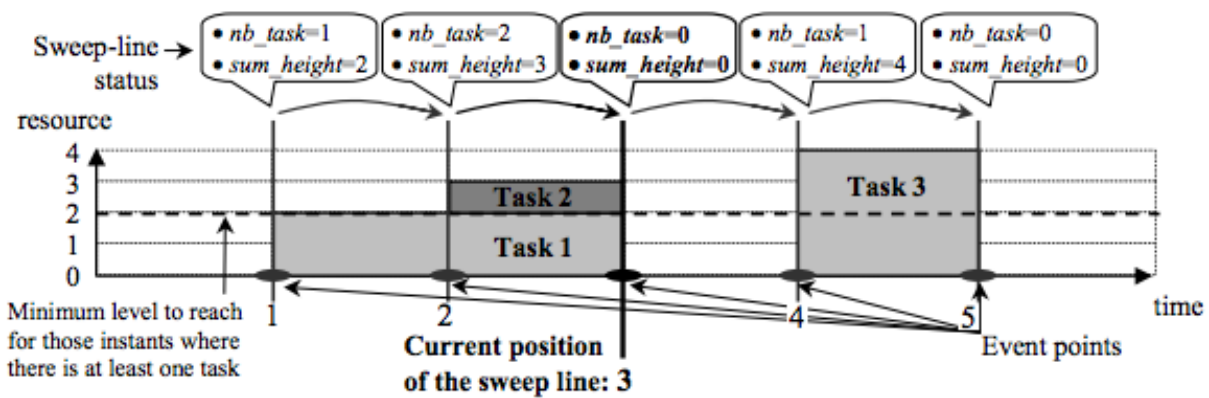 Sweep-line
status
• nb_task=1
• sum_height=2
• nb_task=2
• sum_height=3
• nb_task=0
• sum_height=0
• nb_task=1
• sum_height=4
• nb_task=0
• sum_height=0
resource
4
3
2
1
0
Task 2
Task 1
Task 3
1
2
4
5
time
Minimum level to reach
for those instants where
there is at least one task
Current position
of the sweep line: 3
Event points